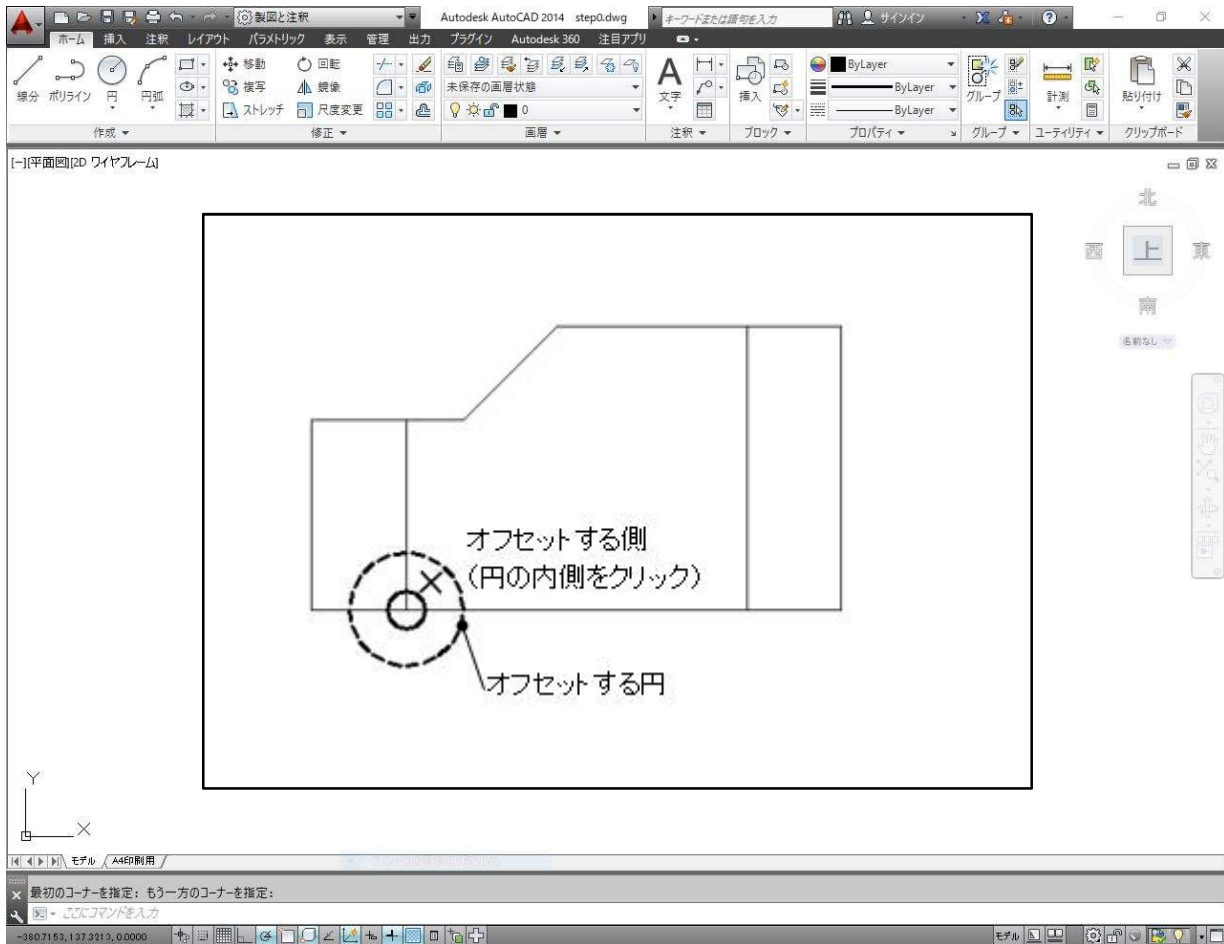 製図と注釈
Autodesk AutoCAD 2014 step0.dwg
キーワードまたは語句を入力
サインイン
ホーム 挿入 注釈 レイアウト パラメトリック 表示 管理 出力 プラグイン Autodesk 360 注目アプリ
線分 ポリライン 円 円弧
移動 回転
複写 鏡像
ストレッチ 尺度変更
未保存の画層状態
0
文字
挿入
ByLayer
ByLayer
ByLayer
グループ
計測
貼り付け
作成 修正 画層 注釈 ブロック プロパティ グループ ユーティリティ クリップボード
[-][平面図][2D ワイヤフレーム]
北
西 上 東
南
名前なし
オフセットする側
(円の内側をクリック)
オフセットする円
Y
X
モデル A4印刷用
最初のコーナーを指定: もう一方のコーナーを指定:
ここにコマンドを入力
-380.7153, 137.3213, 0.0000
モデル